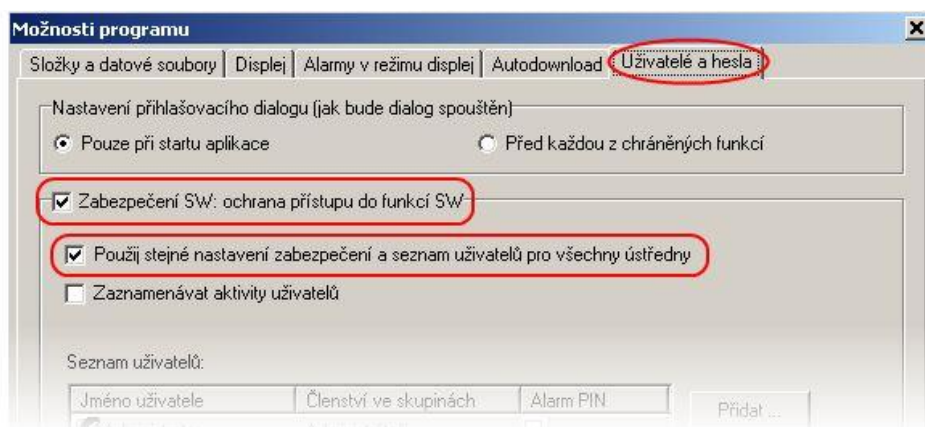 Možnosti programu
Složky a datové soubory Displej Alarmy v režimu displej Autodownload Uživatelé a hesla
Nastavení přihlašovacího dialogu (jak bude dialog spouštěn)
Pouze při startu aplikace Před každou z chráněných funkcí
Zabezpečení SW: ochrana přístupu do funkcí SW
Použij stejné nastavení zabezpečení a seznam uživatelů pro všechny ústředny
Zaznamenávat aktivity uživatelů
Seznam uživatelů:
Jméno uživatele Členství ve skupinách Alarm PIN Přidat ...